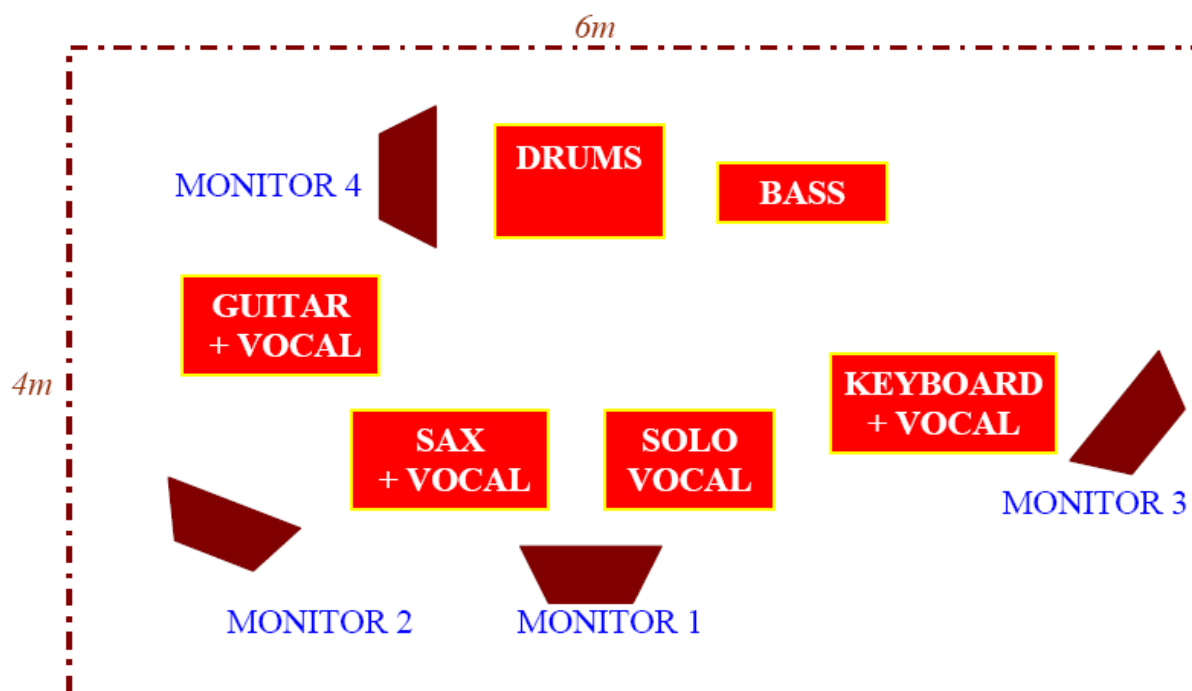 6m
DRUMS
MONITOR 4
BASS
GUITAR
+ VOCAL
4m
KEYBOARD
+ VOCAL
SAX
+ VOCAL
SOLO
VOCAL
MONITOR 3
MONITOR 2
MONITOR 1